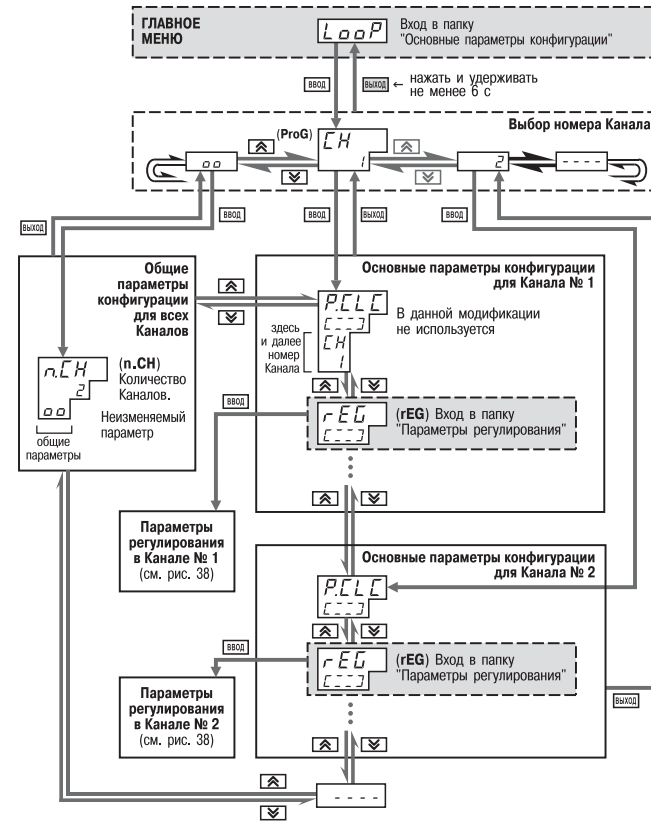 ГЛАВНОЕ
МЕНЮ
LooP
Вход в папку
"Основные параметры конфигурации"
ВВОД
ВЫХОД
← нажать и удерживать
не менее 6 с
Выбор номера Канала
(ProG)
CH
1
oo
2
- - - -
ВЫХОД
ВВОД
ВВОД
ВЫХОД
ВВОД
Общие
параметры
конфигурации
для всех
Каналов
n.CH
2
oo
(n.CH)
Количество
Каналов.
Неизменяемый
параметр
общие
параметры
Основные параметры конфигурации
для Канала № 1
P.CLC
[---]
CH
1
В данной модификации
не используется
здесь
и далее
номер
Канала
ВВОД
rEG
[---]
(rEG) Вход в папку
"Параметры регулирования"
Параметры
регулирования
в Канале № 1
(см. рис. 38)
Основные параметры конфигурации
для Канала № 2
P.CLC
[---]
ВВОД
rEG
[---]
(rEG) Вход в папку
"Параметры регулирования"
ВЫХОД
Параметры
регулирования
в Канале № 2
(см. рис. 38)
- - - -